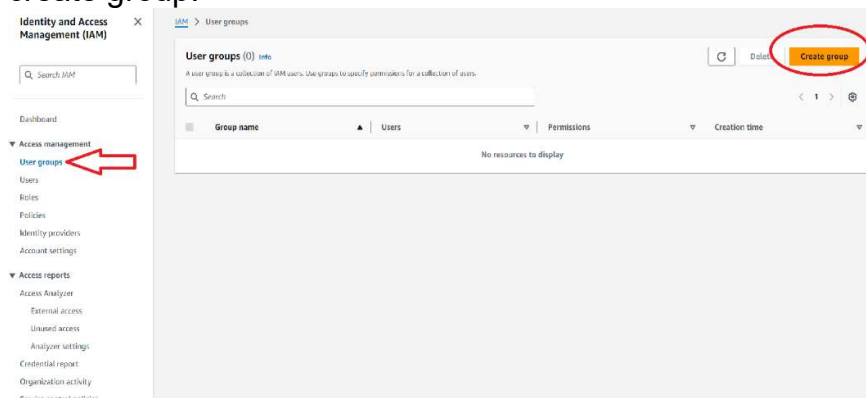 create group.
Identity and Access Management (IAM)
IAM > User groups
Search IAM
Dashboard
Access management
User groups
Users
Roles
Policies
Identity providers
Account settings
Access reports
Access Analyzer
External access
Unused access
Analyzer settings
Credential report
Organization activity
Service control policies
User groups (0) Info
A user group is a collection of IAM users. Use groups to specify permissions for a collection of users.
Delete Create group
Search
1
Group name Users Permissions Creation time
No resources to display